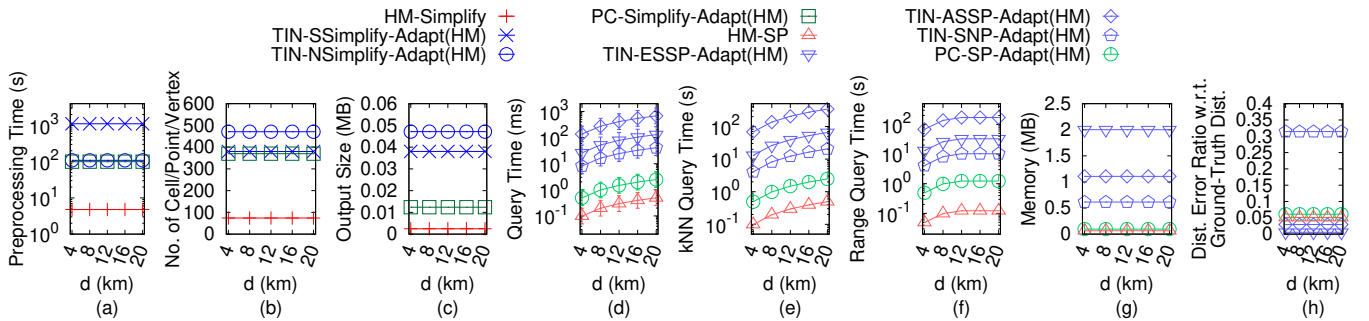 HM-Simplify
TIN-SSimplify-Adapt(HM)
TIN-NSimplify-Adapt(HM)
PC-Simplify-Adapt(HM)
HM-SP
TIN-ESSP-Adapt(HM)
TIN-ASSP-Adapt(HM)
TIN-SNP-Adapt(HM)
PC-SP-Adapt(HM)
Preprocessing Time (s)
10^3
10^2
10^1
10^0
4 8 12 16 20
d (km)
(a)
No. of Cell/Point/Vertex
600
500
400
300
200
100
0
4 8 12 16 20
d (km)
(b)
Output Size (MB)
0.06
0.05
0.04
0.03
0.02
0.01
0
4 8 12 16 20
d (km)
(c)
Query Time (ms)
10^3
10^2
10^1
10^0
10^-1
4 8 12 16 20
d (km)
(d)
kNN Query Time (s)
10^2
10^1
10^0
10^-1
4 8 12 16 20
d (km)
(e)
Range Query Time (s)
10^2
10^1
10^0
10^-1
4 8 12 16 20
d (km)
(f)
Memory (MB)
2.5
2
1.5
1
0.5
0
4 8 12 16 20
d (km)
(g)
Dist. Error Ratio w.r.t.
Ground-Truth Dist.
0.4
0.35
0.3
0.25
0.2
0.15
0.1
0.05
0
4 8 12 16 20
d (km)
(h)